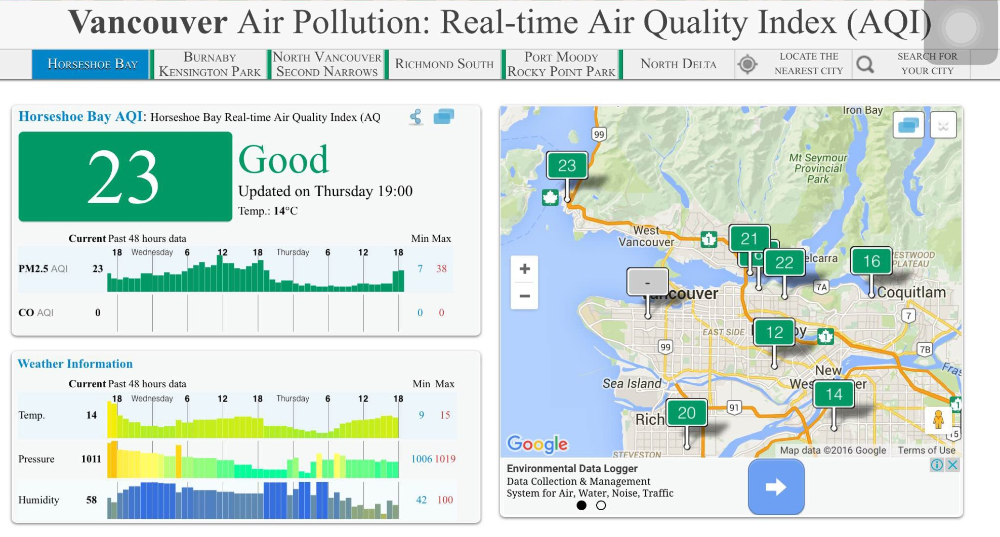 Vancouver Air Pollution: Real-time Air Quality Index (AQI)
HORSESHOE BAY
BURNABY
KENSINGTON PARK
NORTH VANCOUVER
SECOND NARROWS
RICHMOND SOUTH
PORT MOODY
ROCKY POINT PARK
NORTH DELTA
LOCATE THE
NEAREST CITY
SEARCH FOR
YOUR CITY
Horseshoe Bay AQI: Horseshoe Bay Real-time Air Quality Index (AQ
23
Good
Updated on Thursday 19:00
Temp.: 14°C
Current Past 48 hours data Min Max
18 Wednesday 6 12 18 Thursday 6 12 18
PM2.5 AQI 23 7 38
CO AQI 0 0 0
Weather Information
Current Past 48 hours data Min Max
18 Wednesday 6 12 18 Thursday 6 12 18
Temp. 14 9 15
Pressure 1011 1006 1019
Humidity 58 42 100
Iron Bay
99
23
Mt Seymour
Provincial
Park
West
Vancouver
1
21
6
22
elcarra
16
WESTWOOD
PLATEAU
+
−
-
7A
ncouver
Coquitlam
7
EAST SIDE
12
by
1
99
7B
New
Wes
er
Fras
Sea Island
14
20
91
1
Rich
15
Google
STEVESTON
Map data ©2016 Google Terms of Use
Environmental Data Logger
Data Collection & Management
System for Air, Water, Noise, Traffic